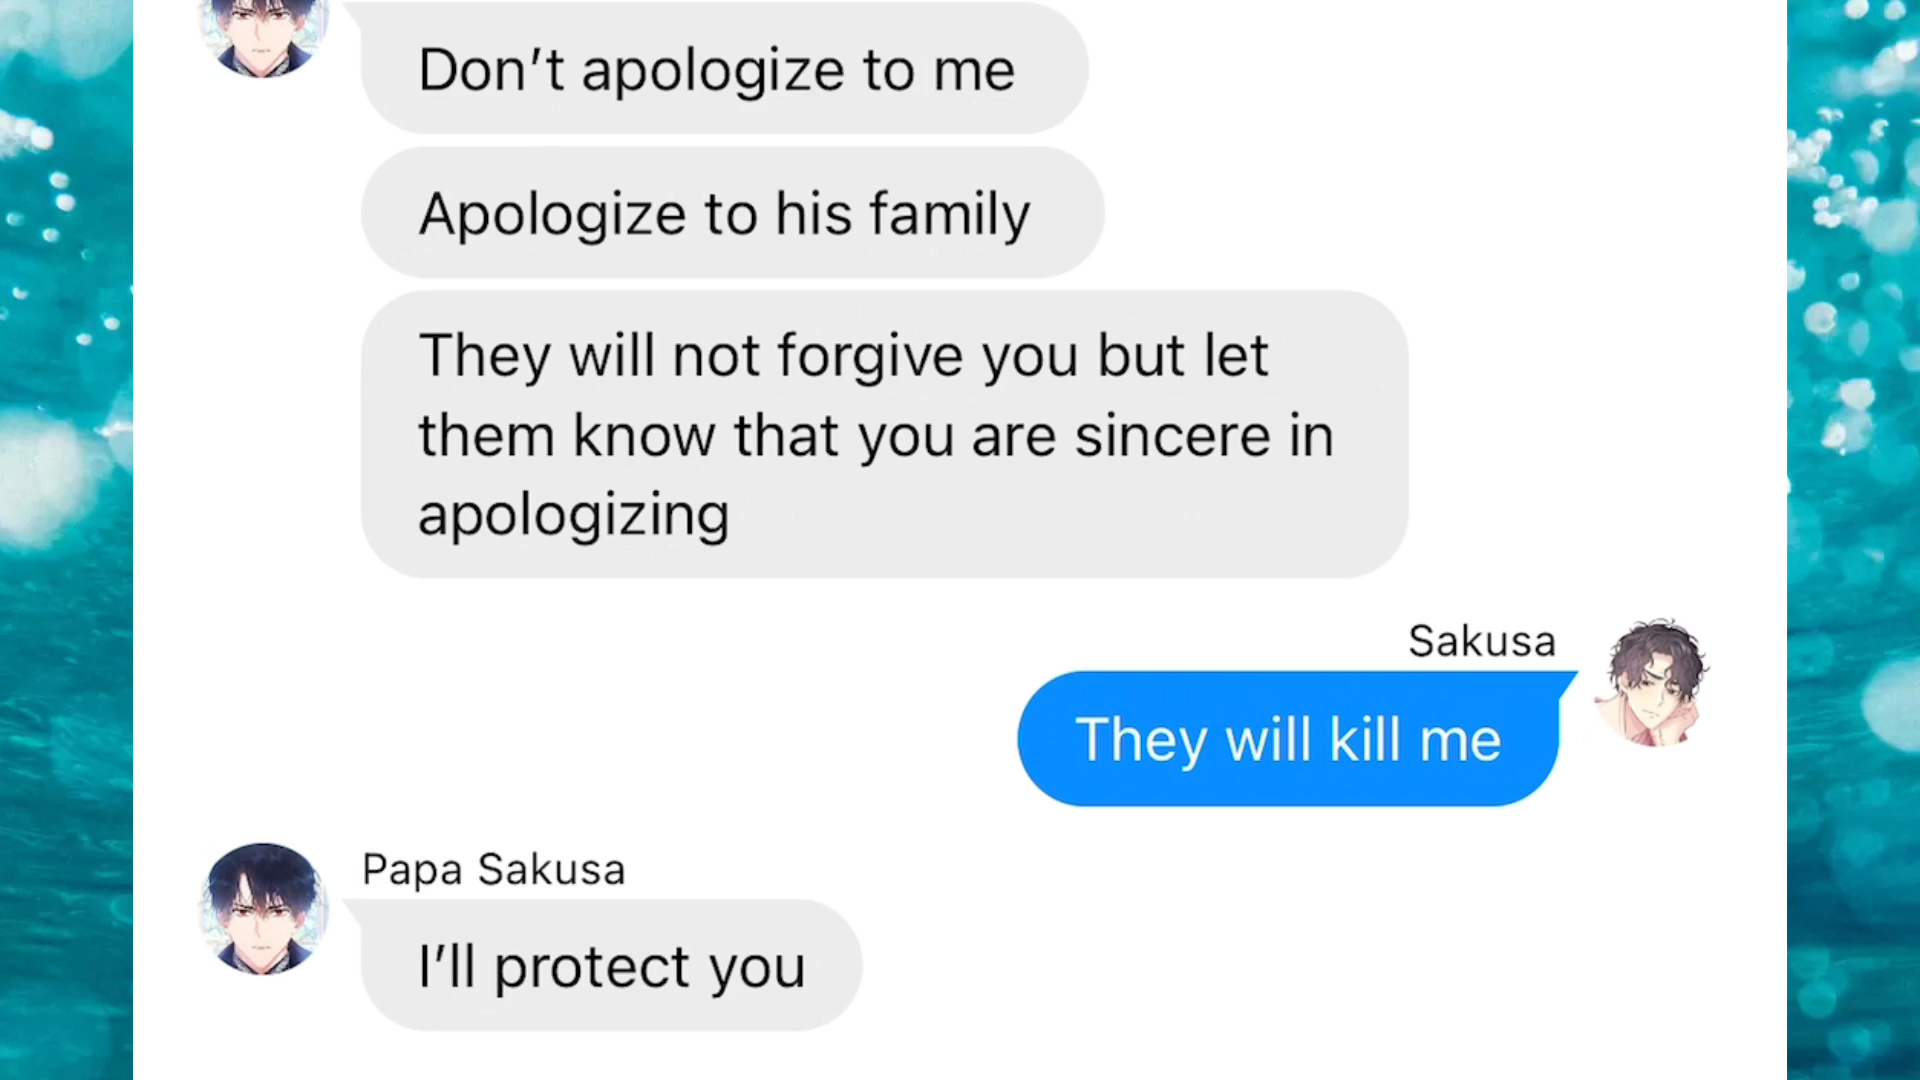 Don’t apologize to me
Apologize to his family
They will not forgive you but let
them know that you are sincere in
apologizing
Sakusa
They will kill me
Papa Sakusa
I’ll protect you